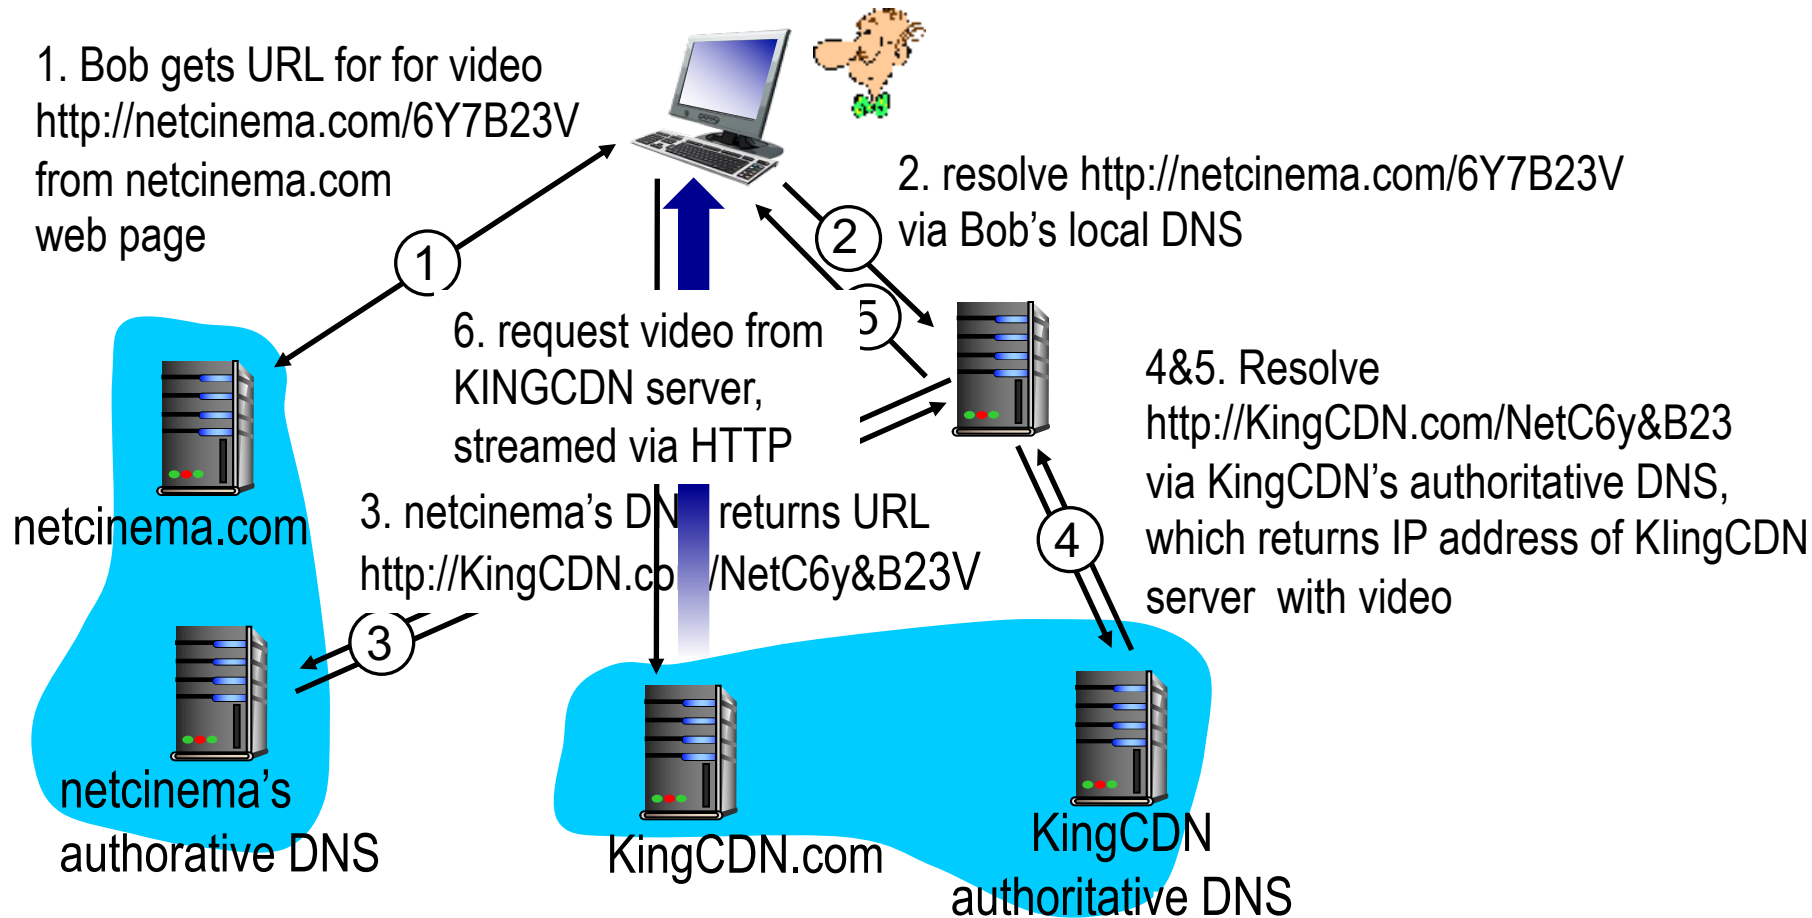 1. Bob gets URL for for video
http://netcinema.com/6Y7B23V
from netcinema.com
web page
1
2. resolve http://netcinema.com/6Y7B23V
via Bob's local DNS
2
5
6. request video from
KINGCDN server,
streamed via HTTP
4&5. Resolve
http://KingCDN.com/NetC6y&B23
via KingCDN's authoritative DNS,
which returns IP address of KIingCDN
server with video
netcinema.com
3. netcinema's DN returns URL
http://KingCDN.co /NetC6y&B23V
4
3
netcinema's
authorative DNS
KingCDN.com
KingCDN
authoritative DNS